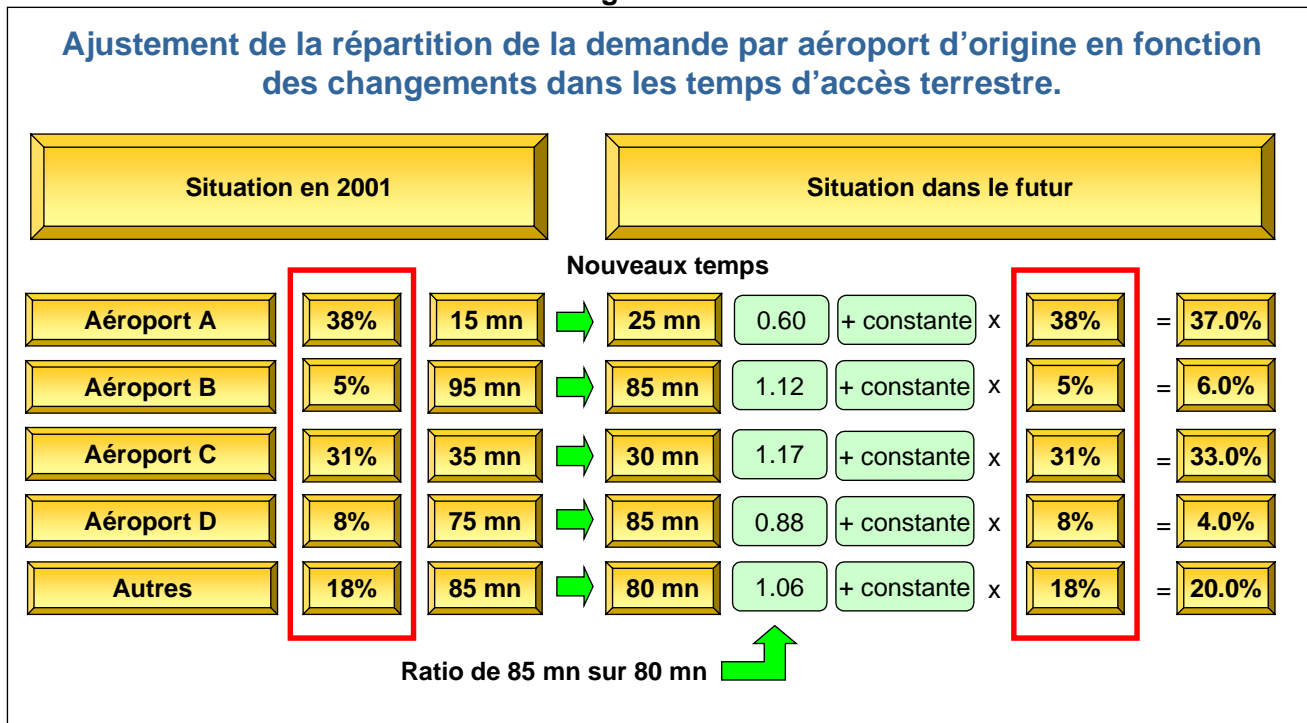 Ajustement de la répartition de la demande par aéroport d’origine en fonction
des changements dans les temps d’accès terrestre.
Situation en 2001
Situation dans le futur
Nouveaux temps
Aéroport A 38% 15 mn 25 mn 0.60 + constante x 38% = 37.0%
Aéroport B 5% 95 mn 85 mn 1.12 + constante x 5% = 6.0%
Aéroport C 31% 35 mn 30 mn 1.17 + constante x 31% = 33.0%
Aéroport D 8% 75 mn 85 mn 0.88 + constante x 8% = 4.0%
Autres 18% 85 mn 80 mn 1.06 + constante x 18% = 20.0%
Ratio de 85 mn sur 80 mn